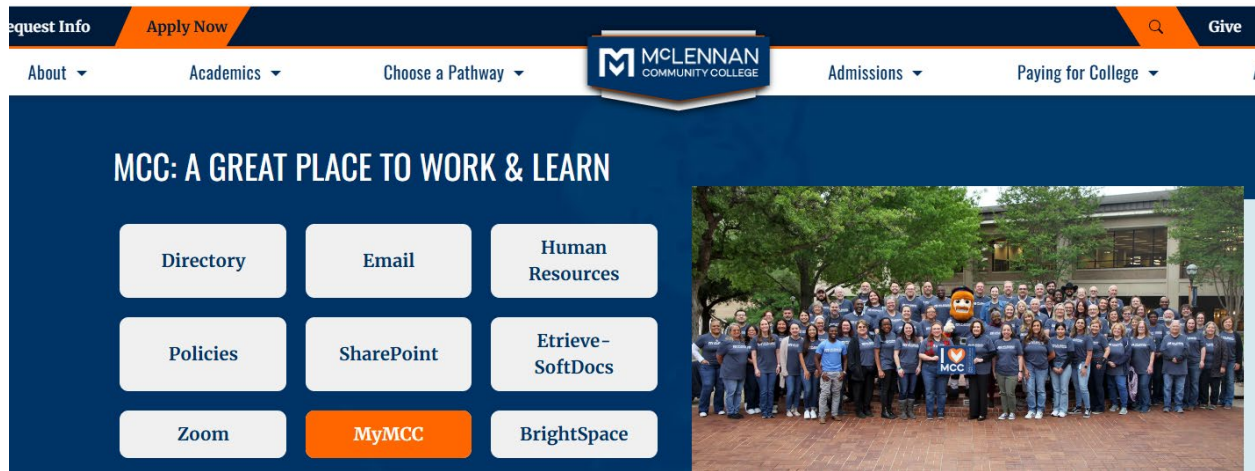 equest Info
Apply Now
Give
About
Academics
Choose a Pathway
McLENNAN
COMMUNITY COLLEGE
Admissions
Paying for College
MCC: A GREAT PLACE TO WORK & LEARN
Directory
Email
Human
Resources
Policies
SharePoint
Etrieve-
SoftDocs
Zoom
MyMCC
BrightSpace
I
MCC